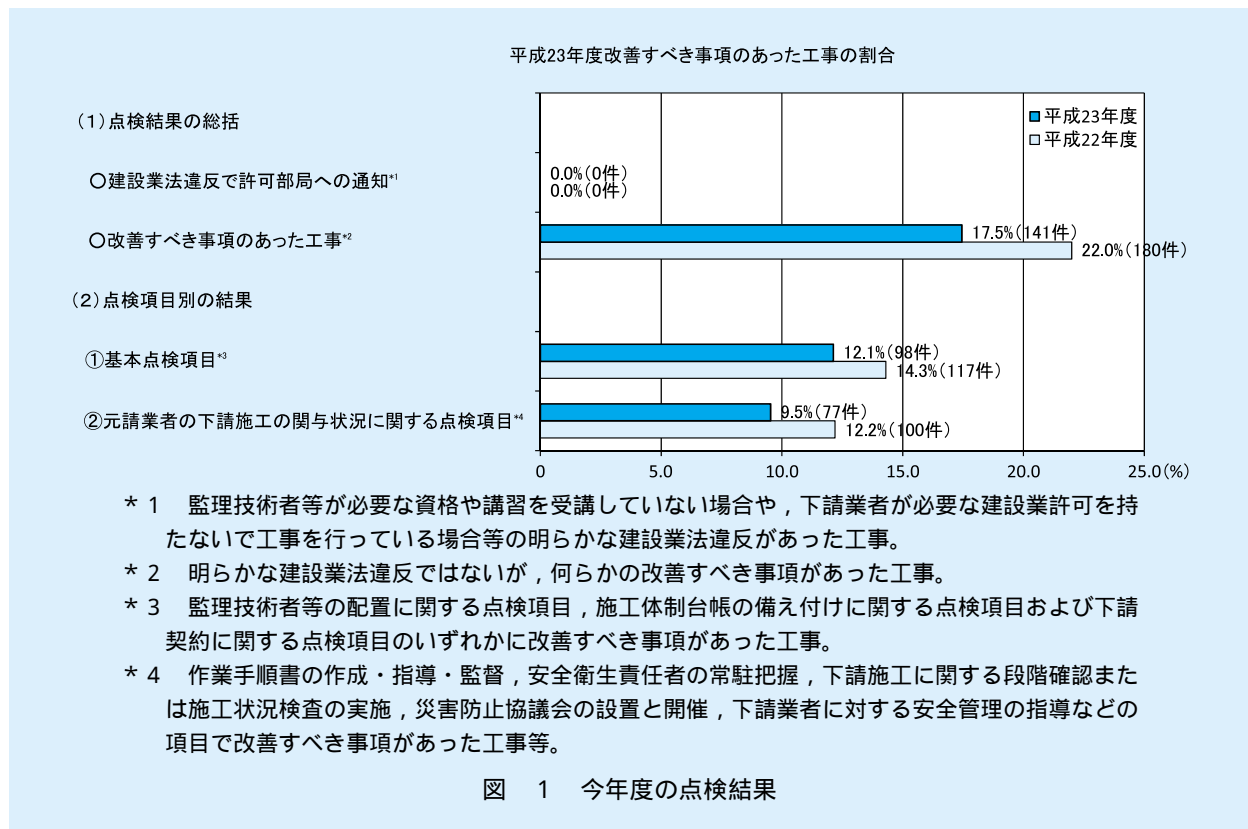 平成23年度改善すべき事項のあった工事の割合
(1)点検結果の総括
○建設業法違反で許可部局への通知*1
○改善すべき事項のあった工事*2
(2)点検項目別の結果
①基本点検項目*3
②元請業者の下請施工の関与状況に関する点検項目*4
平成23年度
平成22年度
0.0%(0件)
0.0%(0件)
17.5%(141件)
22.0%(180件)
12.1%(98件)
14.3%(117件)
9.5%(77件)
12.2%(100件)
0 5.0 10.0 15.0 20.0 25.0(%)
*1 監理技術者等が必要な資格や講習を受講していない場合や,下請業者が必要な建設業許可を持
たないで工事を行っている場合等の明らかな建設業法違反があった工事。
*2 明らかな建設業法違反ではないが,何らかの改善すべき事項があった工事。
*3 監理技術者等の配置に関する点検項目,施工体制台帳の備え付けに関する点検項目および下請
契約に関する点検項目のいずれかに改善すべき事項があった工事。
*4 作業手順書の作成・指導・監督,安全衛生責任者の常駐把握,下請施工に関する段階確認また
は施工状況検査の実施,災害防止協議会の設置と開催,下請業者に対する安全管理の指導などの
項目で改善すべき事項があった工事等。
図 1 今年度の点検結果